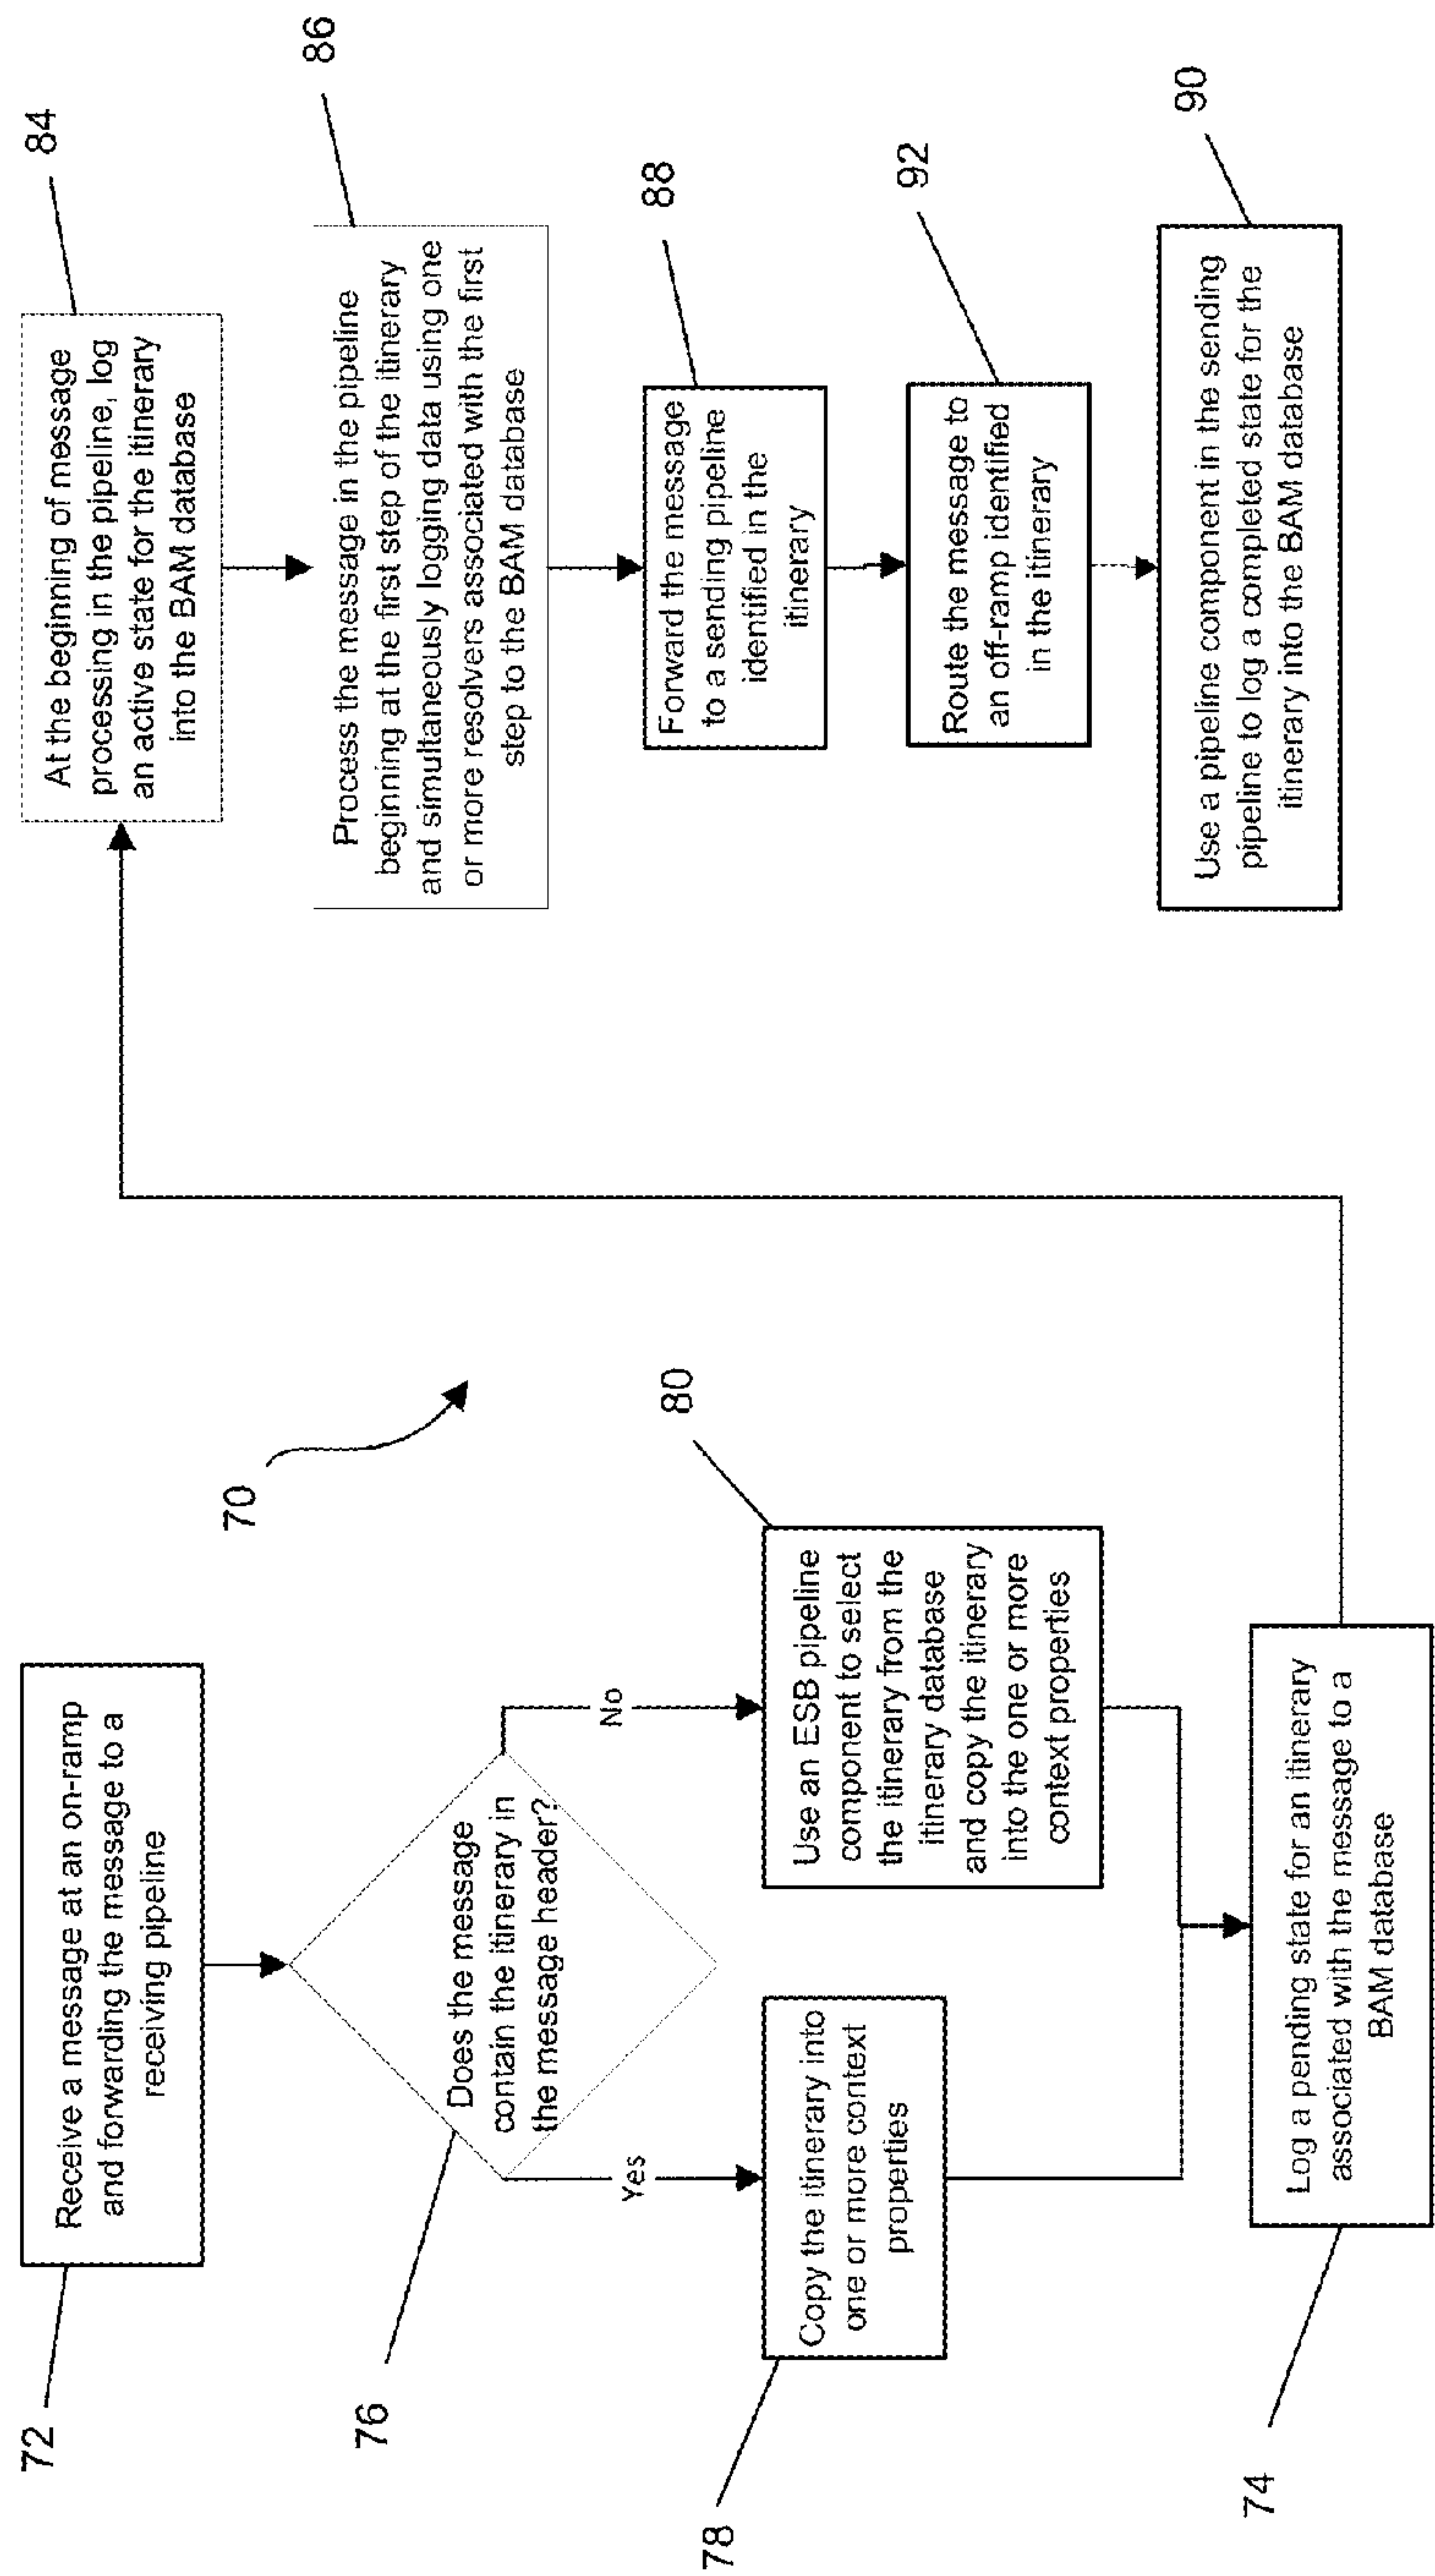 72
Receive a message at an on-ramp
and forwarding the message to a
receiving pipeline
70
76
Does the message
contain the itinerary in
the message header?
Yes
No
78
Copy the itinerary into
one or more context
properties
80
Use an ESB pipeline
component to select
the itinerary from the
itinerary database
and copy the itinerary
into the one or more
context properties
74
Log a pending state for an itinerary
associated with the message to a
BAM database
84
At the beginning of message
processing in the pipeline, log
an active state for the itinerary
into the BAM database
86
Process the message in the pipeline
beginning at the first step of the itinerary
and simultaneously logging data using one
or more resolvers associated with the first
step to the BAM database
88
Forward the message
to a sending pipeline
identified in the
itinerary
92
Route the message to
an off-ramp identified
in the itinerary
90
Use a pipeline component in the sending
pipeline to log a completed state for the
itinerary into the BAM database